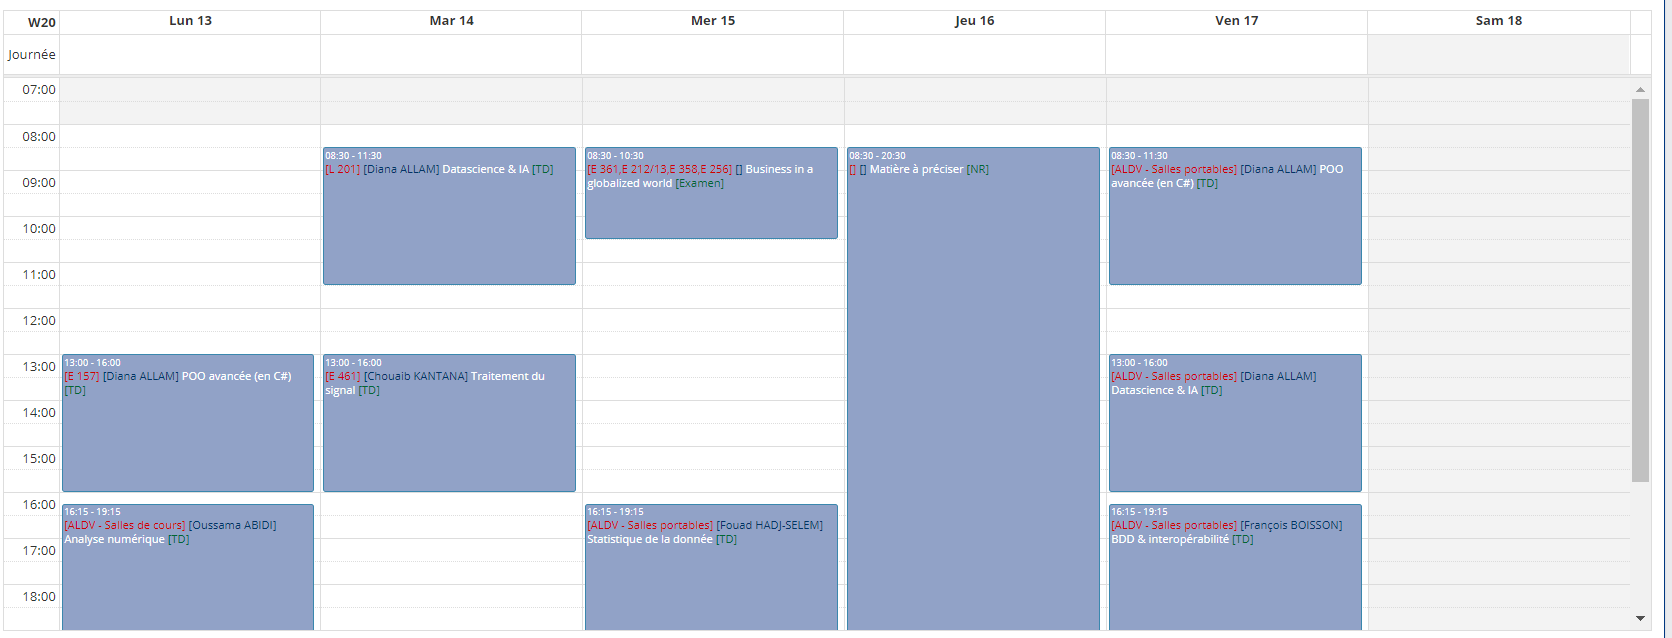 W20 Lun 13 Mar 14 Mer 15 Jeu 16 Ven 17 Sam 18
Journée
07:00
08:00
09:00
10:00
11:00
12:00
13:00
14:00
15:00
16:00
17:00
18:00
13:00 - 16:00
[E 157] [Diana ALLAM] POO avancée (en C#)
[TD]
16:15 - 19:15
[ALDV - Salles de cours] [Oussama ABIDI]
Analyse numérique [TD]
08:30 - 11:30
[L 201] [Diana ALLAM] Datascience & IA [TD]
13:00 - 16:00
[E 461] [Chouaib KANTANA] Traitement du
signal [TD]
08:30 - 10:30
[E 361,E 212/13,E 358,E 256] [] Business in a
globalized world [Examen]
16:15 - 19:15
[ALDV - Salles portables] [Fouad HADJ-SELEM]
Statistique de la donnée [TD]
08:30 - 20:30
[] [] Matière à préciser [NR]
08:30 - 11:30
[ALDV - Salles portables] [Diana ALLAM] POO
avancée (en C#) [TD]
13:00 - 16:00
[ALDV - Salles portables] [Diana ALLAM]
Datascience & IA [TD]
16:15 - 19:15
[ALDV - Salles portables] [François BOISSON]
BDD & interopérabilité [TD]